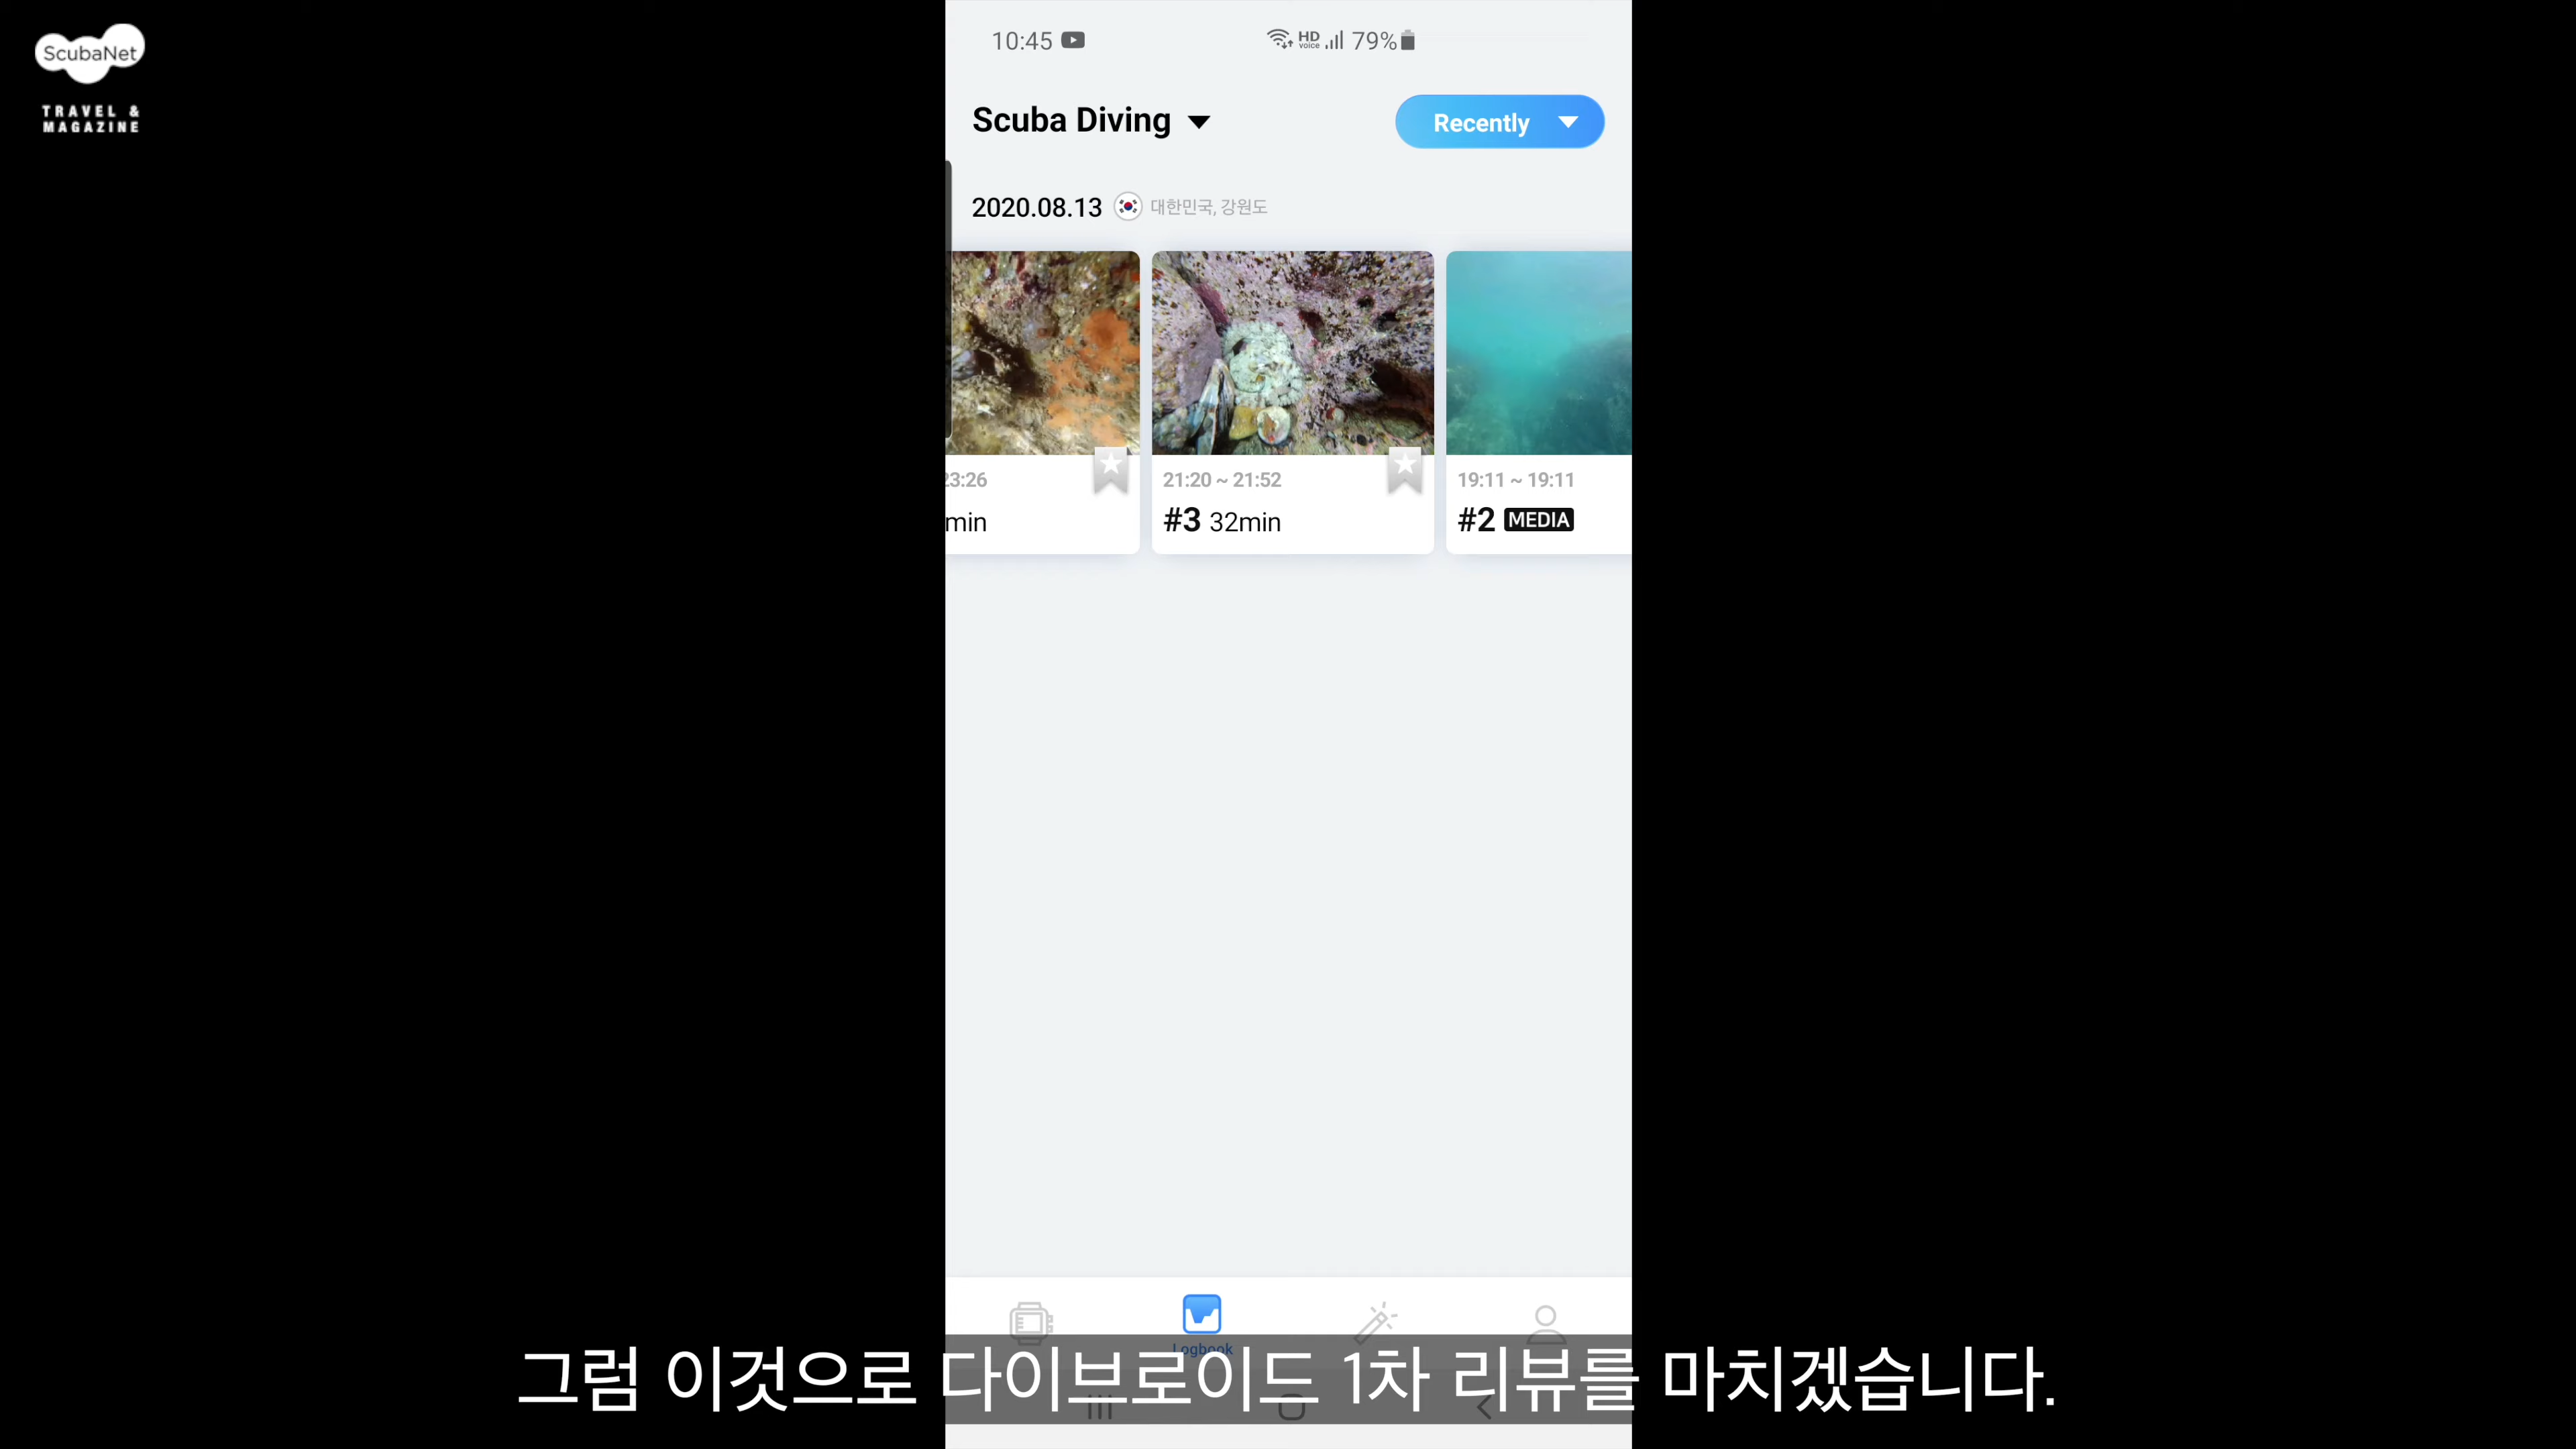 ScubaNet
TRAVEL &
MAGAZINE
10:45
HD voice 79%
Scuba Diving
Recently
2020.08.13 대한민국, 강원도
23:26
min
21:20 ~ 21:52
#3 32min
19:11 ~ 19:11
#2 MEDIA
Logbook
그럼 이것으로 다이브로이드 1차 리뷰를 마치겠습니다.